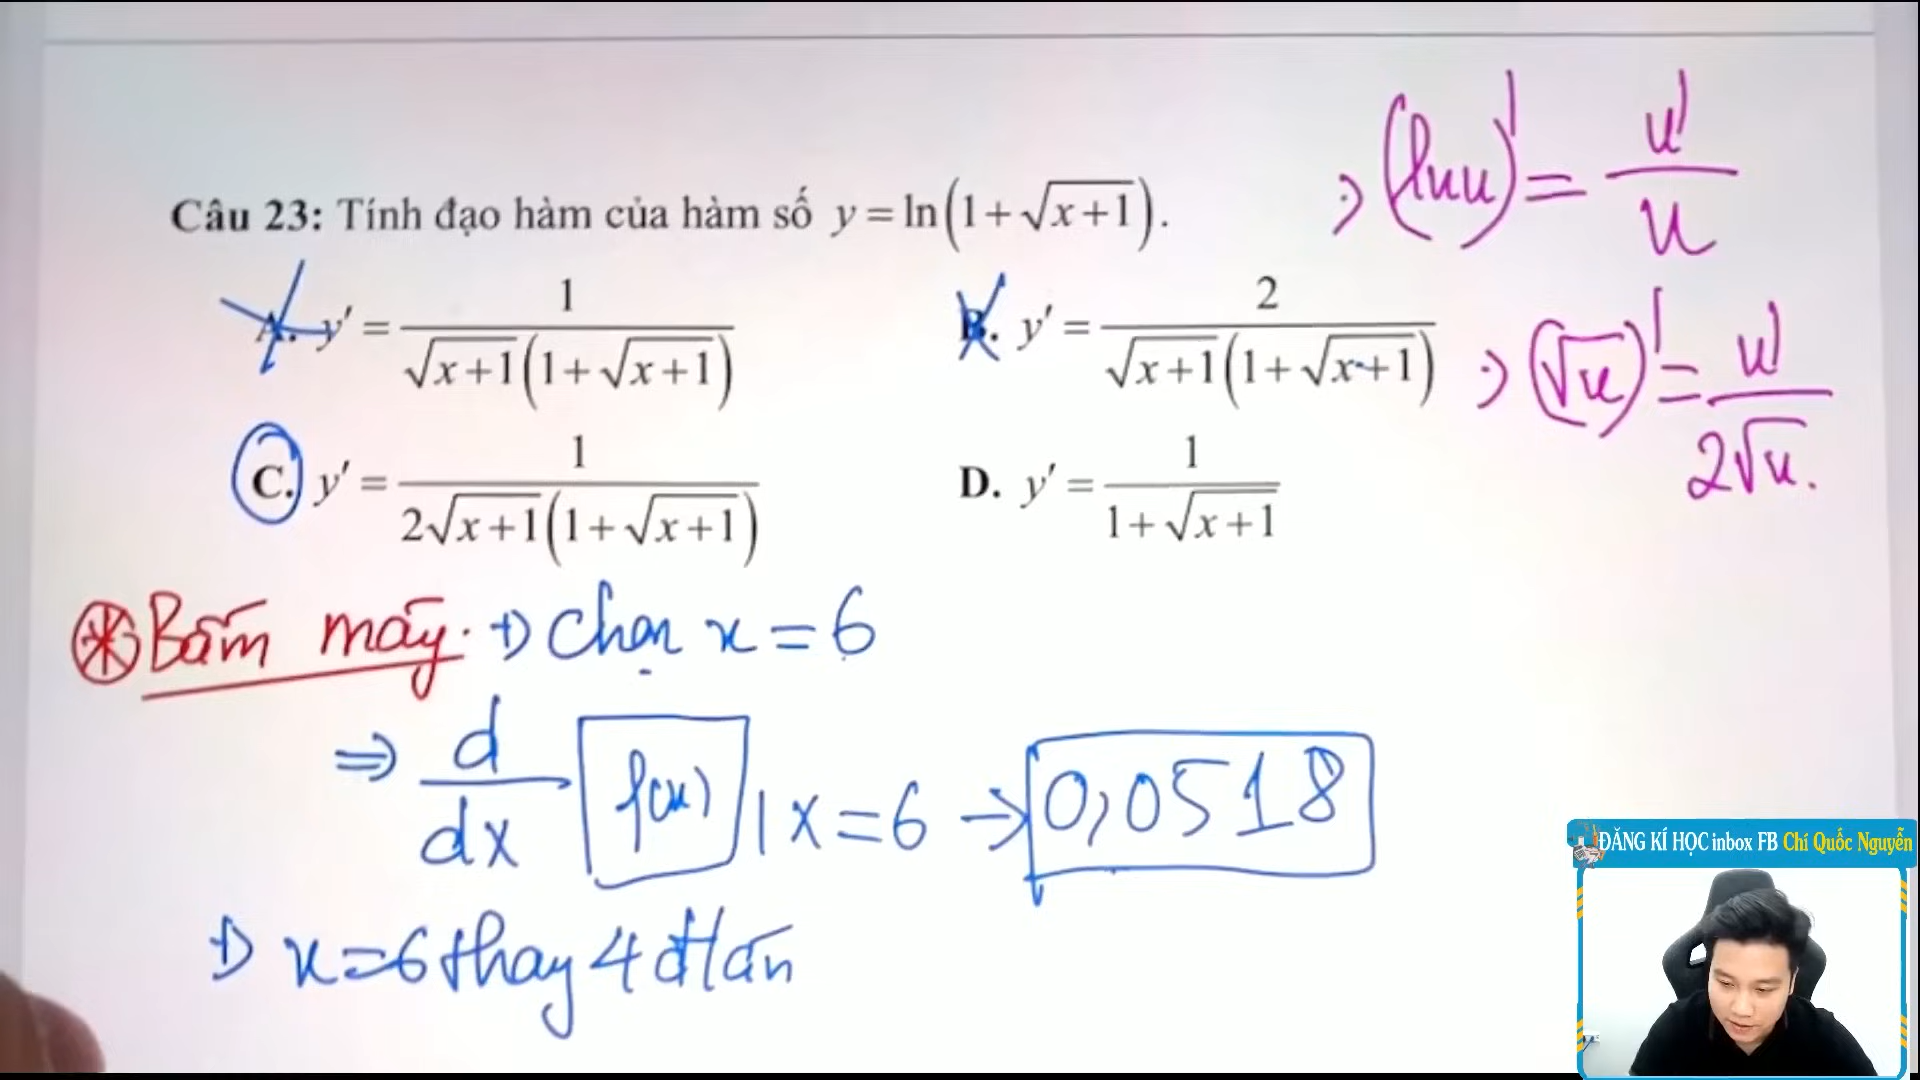 Câu 23: Tính đạo hàm của hàm số y = ln(1 + √(x+1)).
A. y' = 1 / (√(x+1)(1 + √(x+1)))
B. y' = 2 / (√(x+1)(1 + √(x+1)))
C. y' = 1 / (2√(x+1)(1 + √(x+1)))
D. y' = 1 / (1 + √(x+1))
(ln u)' = u' / u
(√u)' = u' / 2√u.
Bấm máy. +) Chọn x = 6
⇒ d/dx f(x) | x = 6 → 0,0518
+) x = 6 thay 4 đ/án
ĐĂNG KÍ HỌC inbox FB Chí Quốc Nguyễn